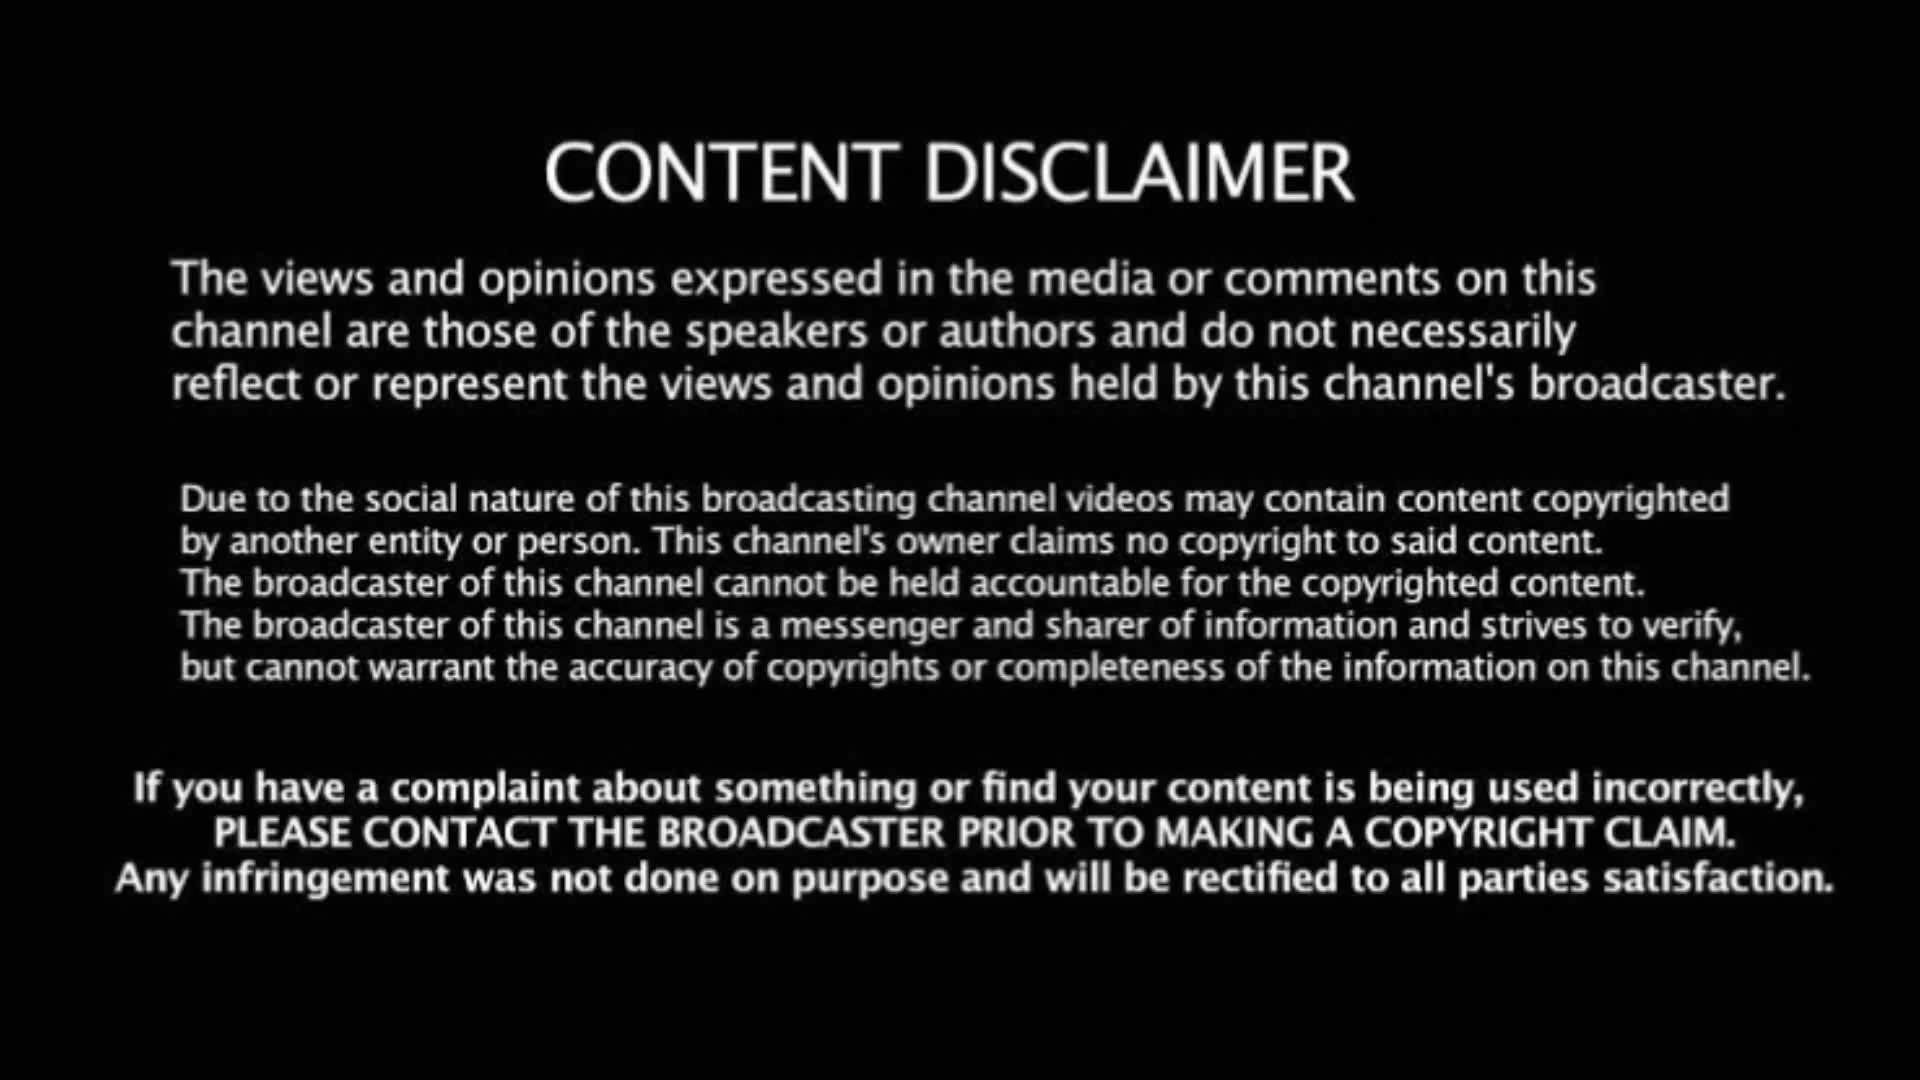 CONTENT DISCLAIMER
The views and opinions expressed in the media or comments on this
channel are those of the speakers or authors and do not necessarily
reflect or represent the views and opinions held by this channel's broadcaster.
Due to the social nature of this broadcasting channel videos may contain content copyrighted
by another entity or person. This channel's owner claims no copyright to said content.
The broadcaster of this channel cannot be held accountable for the copyrighted content.
The broadcaster of this channel is a messenger and sharer of information and strives to verify,
but cannot warrant the accuracy of copyrights or completeness of the information on this channel.
If you have a complaint about something or find your content is being used incorrectly,
PLEASE CONTACT THE BROADCASTER PRIOR TO MAKING A COPYRIGHT CLAIM.
Any infringement was not done on purpose and will be rectified to all parties satisfaction.